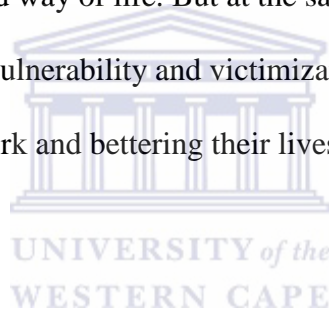 d way of life. But at the sa
ulnerability and victimiza
rk and bettering their lives
UNIVERSITY of the
WESTERN CAPE